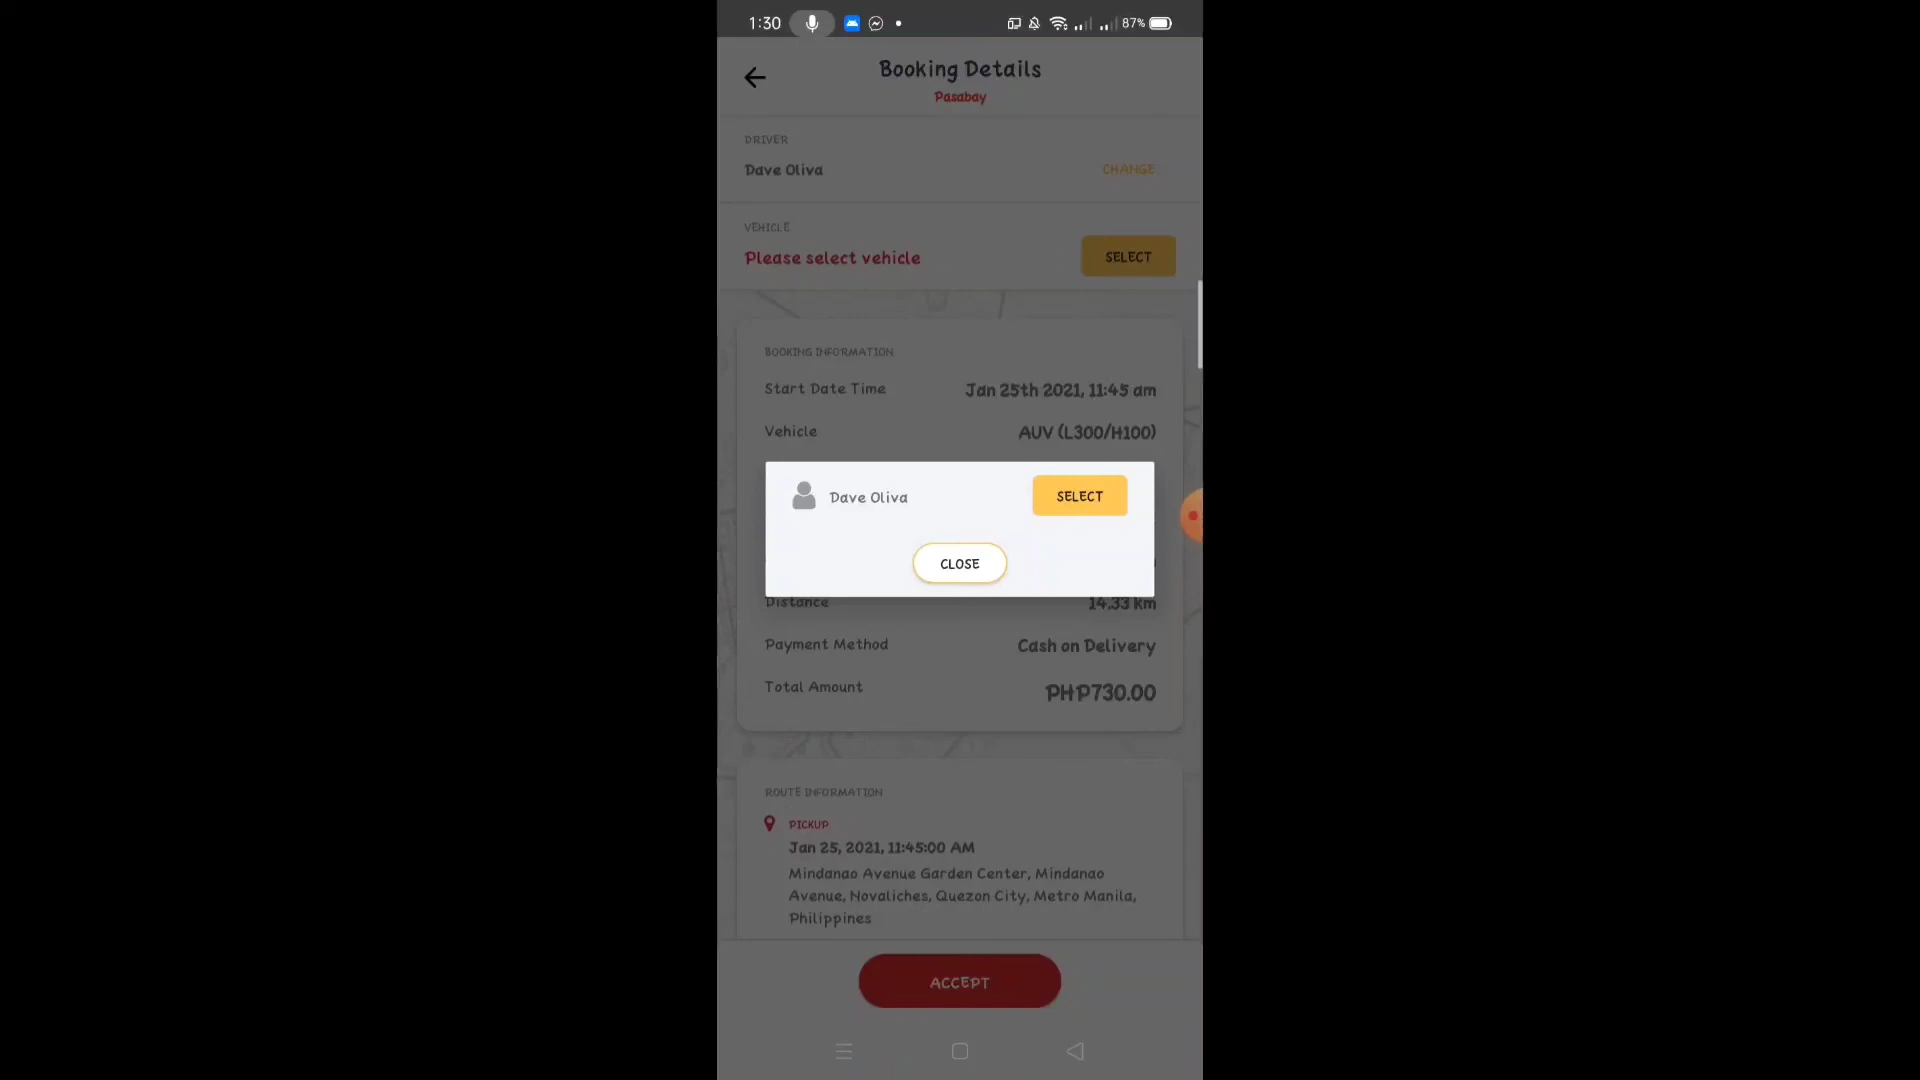 1:30
87%
Booking Details
Pasabay
DRIVER
Dave Oliva
CHANGE
VEHICLE
Please select vehicle
SELECT
BOOKING INFORMATION
Start Date Time
Jan 25th 2021, 11:45 am
Vehicle
AUV (L300/H100)
Dave Oliva
SELECT
CLOSE
Distance
14.33 km
Payment Method
Cash on Delivery
Total Amount
PHP730.00
ROUTE INFORMATION
PICKUP
Jan 25, 2021, 11:45:00 AM
Mindanao Avenue Garden Center, Mindanao
Avenue, Novaliches, Quezon City, Metro Manila,
Philippines
ACCEPT